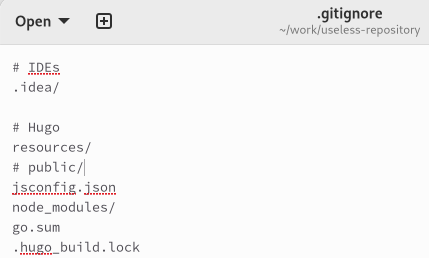 Open
.gitignore
~/work/useless-repository
# IDEs
.idea/
# Hugo
resources/
# public/
jsconfig.json
node_modules/
go.sum
.hugo_build.lock